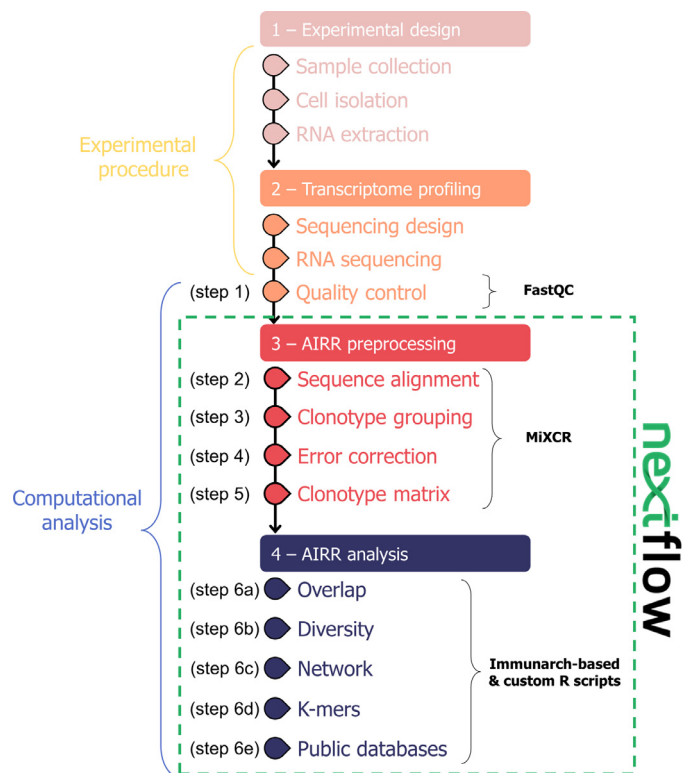 1 – Experimental design
Sample collection
Cell isolation
RNA extraction
Experimental
procedure
2 – Transcriptome profiling
Sequencing design
RNA sequencing
(step 1) Quality control
FastQC
3 – AIRR preprocessing
(step 2) Sequence alignment
(step 3) Clonotype grouping
(step 4) Error correction
(step 5) Clonotype matrix
MiXCR
Computational
analysis
4 – AIRR analysis
(step 6a) Overlap
(step 6b) Diversity
(step 6c) Network
(step 6d) K-mers
(step 6e) Public databases
Immunarch-based
& custom R scripts
nextflow